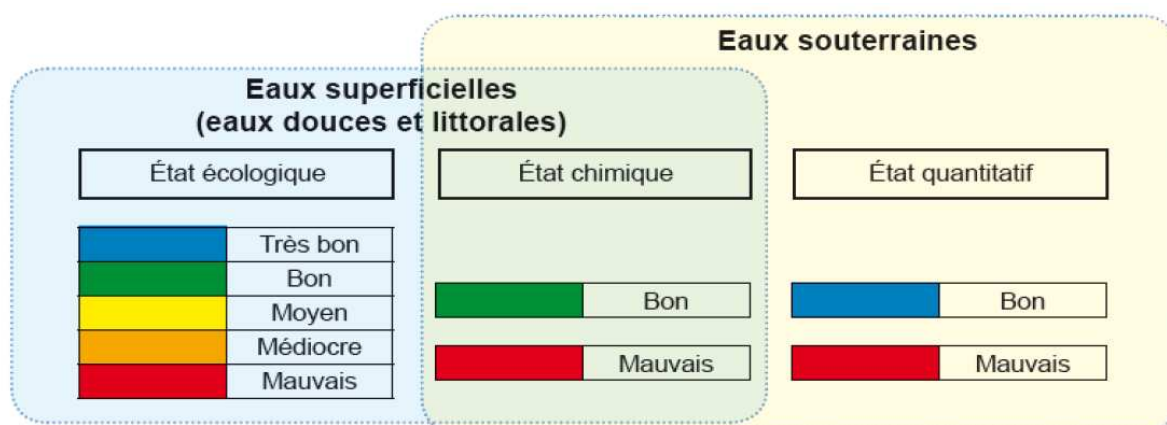 Eaux souterraines
Eaux superficielles
(eaux douces et littorales)
État écologique
État chimique
État quantitatif
Très bon
Bon
Moyen
Médiocre
Mauvais
Bon
Mauvais
Bon
Mauvais